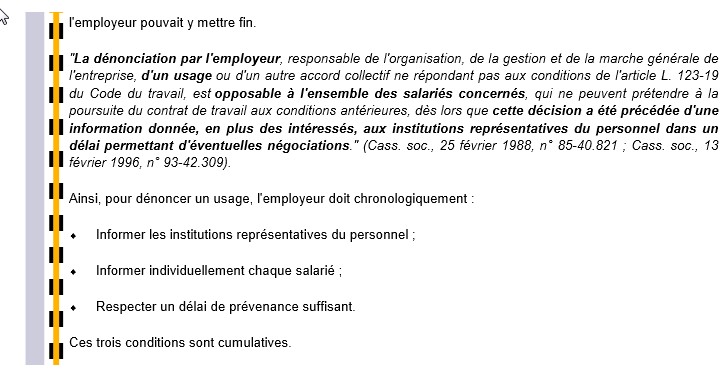 l'employeur pouvait y mettre fin.
"La dénonciation par l'employeur, responsable de l'organisation, de la gestion et de la marche générale de
l'entreprise, d'un usage ou d'un autre accord collectif ne répondant pas aux conditions de l'article L. 123-19
du Code du travail, est opposable à l'ensemble des salariés concernés, qui ne peuvent prétendre à la
poursuite du contrat de travail aux conditions antérieures, dès lors que cette décision a été précédée d'une
information donnée, en plus des intéressés, aux institutions représentatives du personnel dans un
délai permettant d'éventuelles négociations." (Cass. soc., 25 février 1988, n° 85-40.821 ; Cass. soc., 13
février 1996, n° 93-42.309).
Ainsi, pour dénoncer un usage, l'employeur doit chronologiquement :
⬥ Informer les institutions représentatives du personnel ;
⬥ Informer individuellement chaque salarié ;
⬥ Respecter un délai de prévenance suffisant.
Ces trois conditions sont cumulatives.